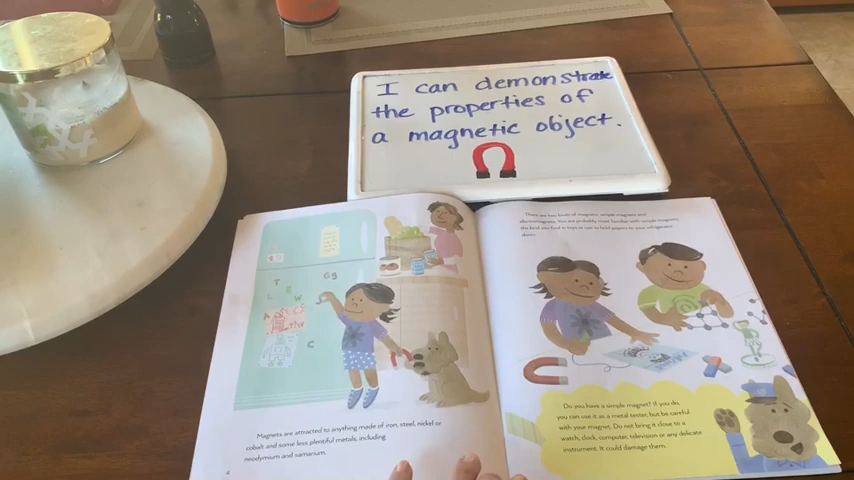 I can demonstrate
the properties of
a magnetic object.
There are two kinds of magnets: simple magnets and
electromagnets. You are probably most familiar with simple magnets,
the kind you find in toys or use to hold papers to your refrigerator
door.
T
L E W
A
C
Magnets are attracted to anything made of iron, steel, nickel or
cobalt and some less plentiful metals, including
neodymium and samarium.
Do you have a simple magnet? If you do,
you can use it as a metal tester, but be careful
with your magnet. Do not bring it close to a
watch, clock, computer, television or any delicate
instrument. It could damage them.